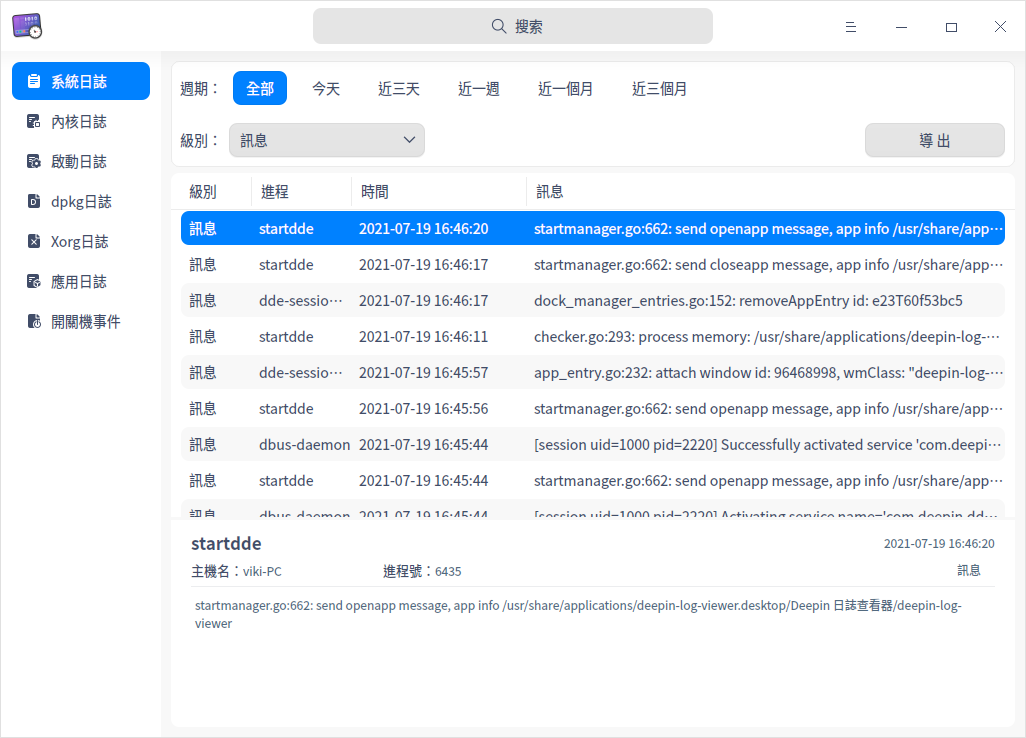 搜索
系統日誌
內核日誌
啟動日誌
dpkg日誌
Xorg日誌
應用日誌
開關機事件
週期： 全部 今天 近三天 近一週 近一個月 近三個月
級別： 訊息 導 出
級別 進程 時間 訊息
訊息 startdde 2021-07-19 16:46:20 startmanager.go:662: send openapp message, app info /usr/share/app···
訊息 startdde 2021-07-19 16:46:17 startmanager.go:662: send closeapp message, app info /usr/share/app···
訊息 dde-sessio··· 2021-07-19 16:46:17 dock_manager_entries.go:152: removeAppEntry id: e23T60f53bc5
訊息 startdde 2021-07-19 16:46:11 checker.go:293: process memory: /usr/share/applications/deepin-log-···
訊息 dde-sessio··· 2021-07-19 16:45:57 app_entry.go:232: attach window id: 96468998, wmClass: "deepin-log-···
訊息 startdde 2021-07-19 16:45:56 startmanager.go:662: send openapp message, app info /usr/share/app···
訊息 dbus-daemon 2021-07-19 16:45:44 [session uid=1000 pid=2220] Successfully activated service 'com.deepi···
訊息 startdde 2021-07-19 16:45:44 startmanager.go:662: send openapp message, app info /usr/share/app···
訊息 dbus-daemon 2021-07-19 16:45:44 [session uid=1000 pid=2220] Activating service name='com.deepin.dd···
startdde 2021-07-19 16:46:20
主機名：viki-PC 進程號：6435 訊息
startmanager.go:662: send openapp message, app info /usr/share/applications/deepin-log-viewer.desktop/Deepin 日誌查看器/deepin-log-
viewer